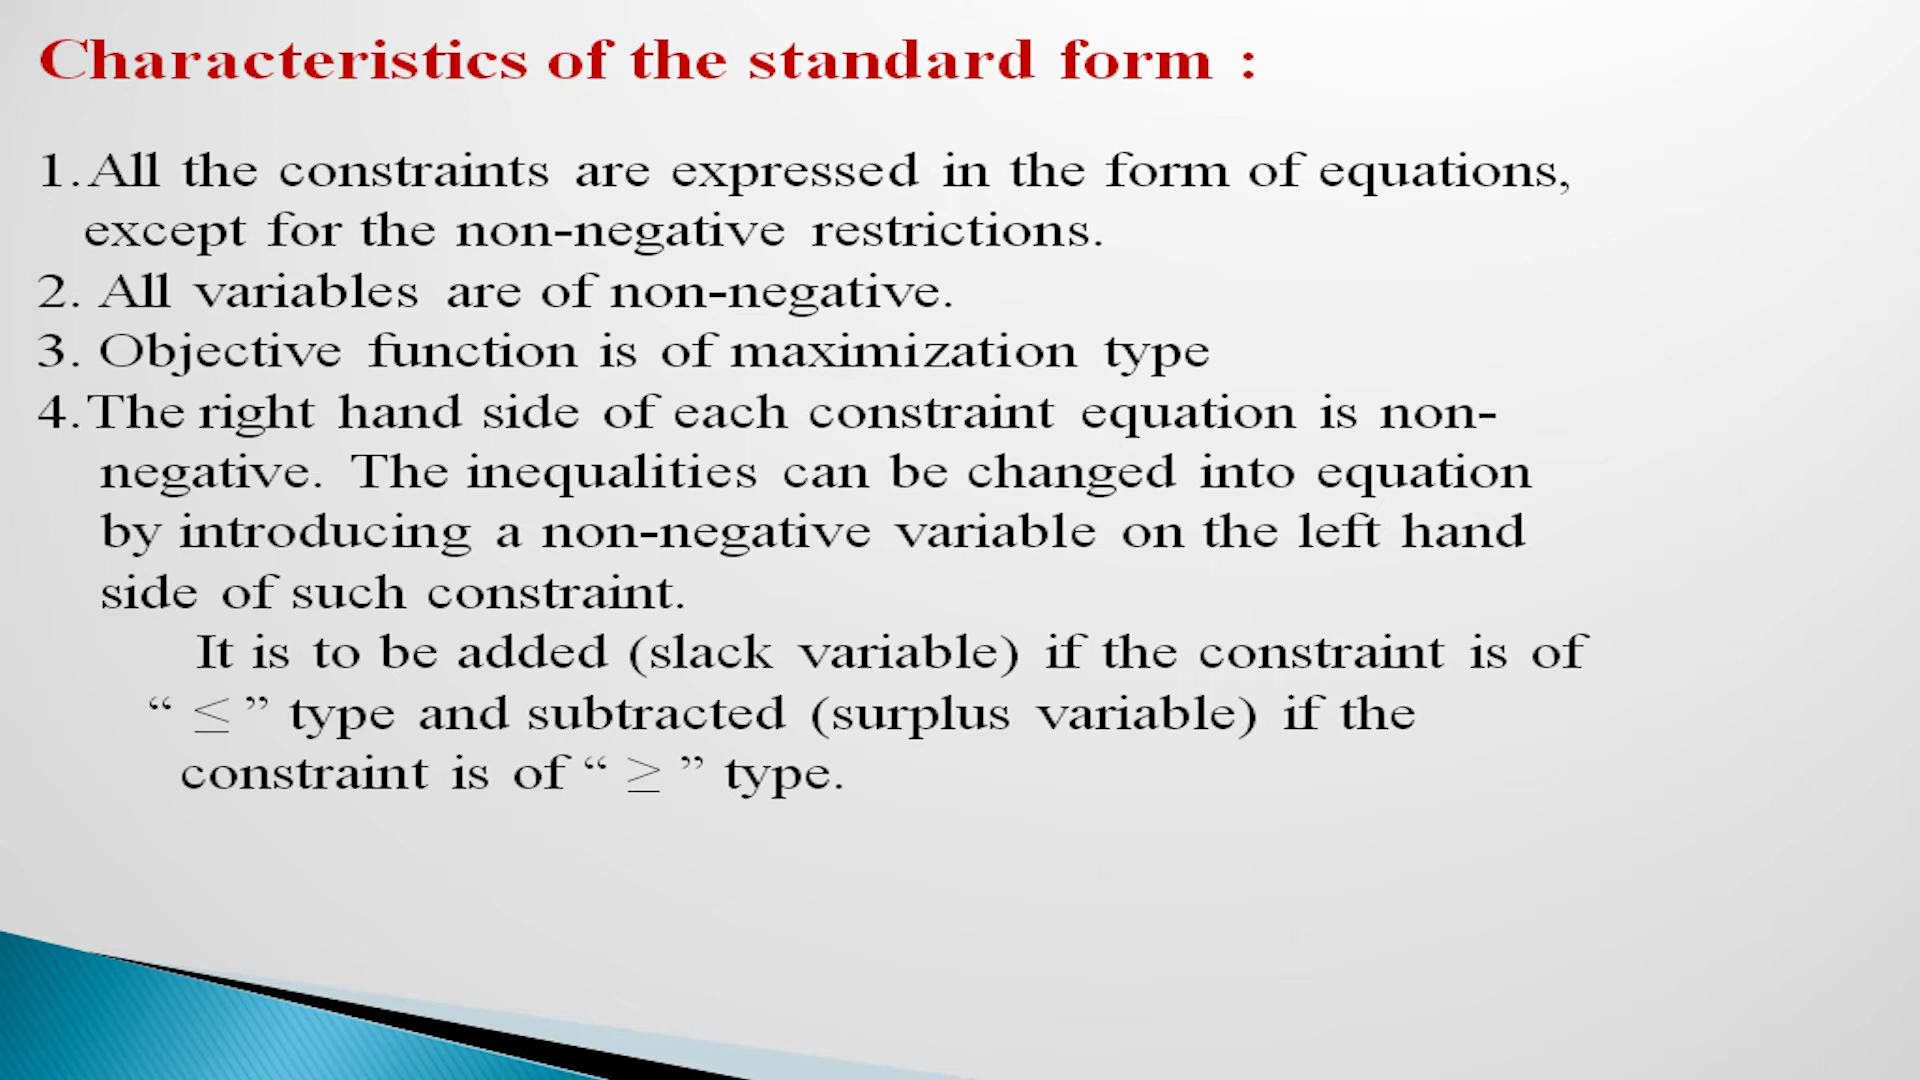 Characteristics of the standard form :
1.All the constraints are expressed in the form of equations,
except for the non-negative restrictions.
2. All variables are of non-negative.
3. Objective function is of maximization type
4.The right hand side of each constraint equation is non-
negative. The inequalities can be changed into equation
by introducing a non-negative variable on the left hand
side of such constraint.
It is to be added (slack variable) if the constraint is of
“ ≤ ” type and subtracted (surplus variable) if the
constraint is of “ ≥ ” type.